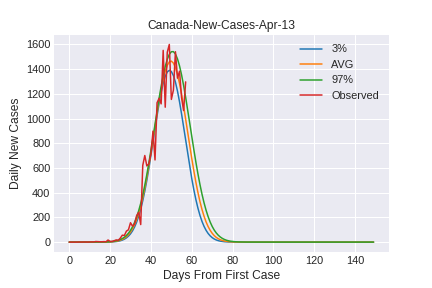 Canada-New-Cases-Apr-13
1600
1400
1200
1000
800
600
400
200
0
Daily New Cases
3%
AVG
97%
Observed
0 20 40 60 80 100 120 140
Days From First Case